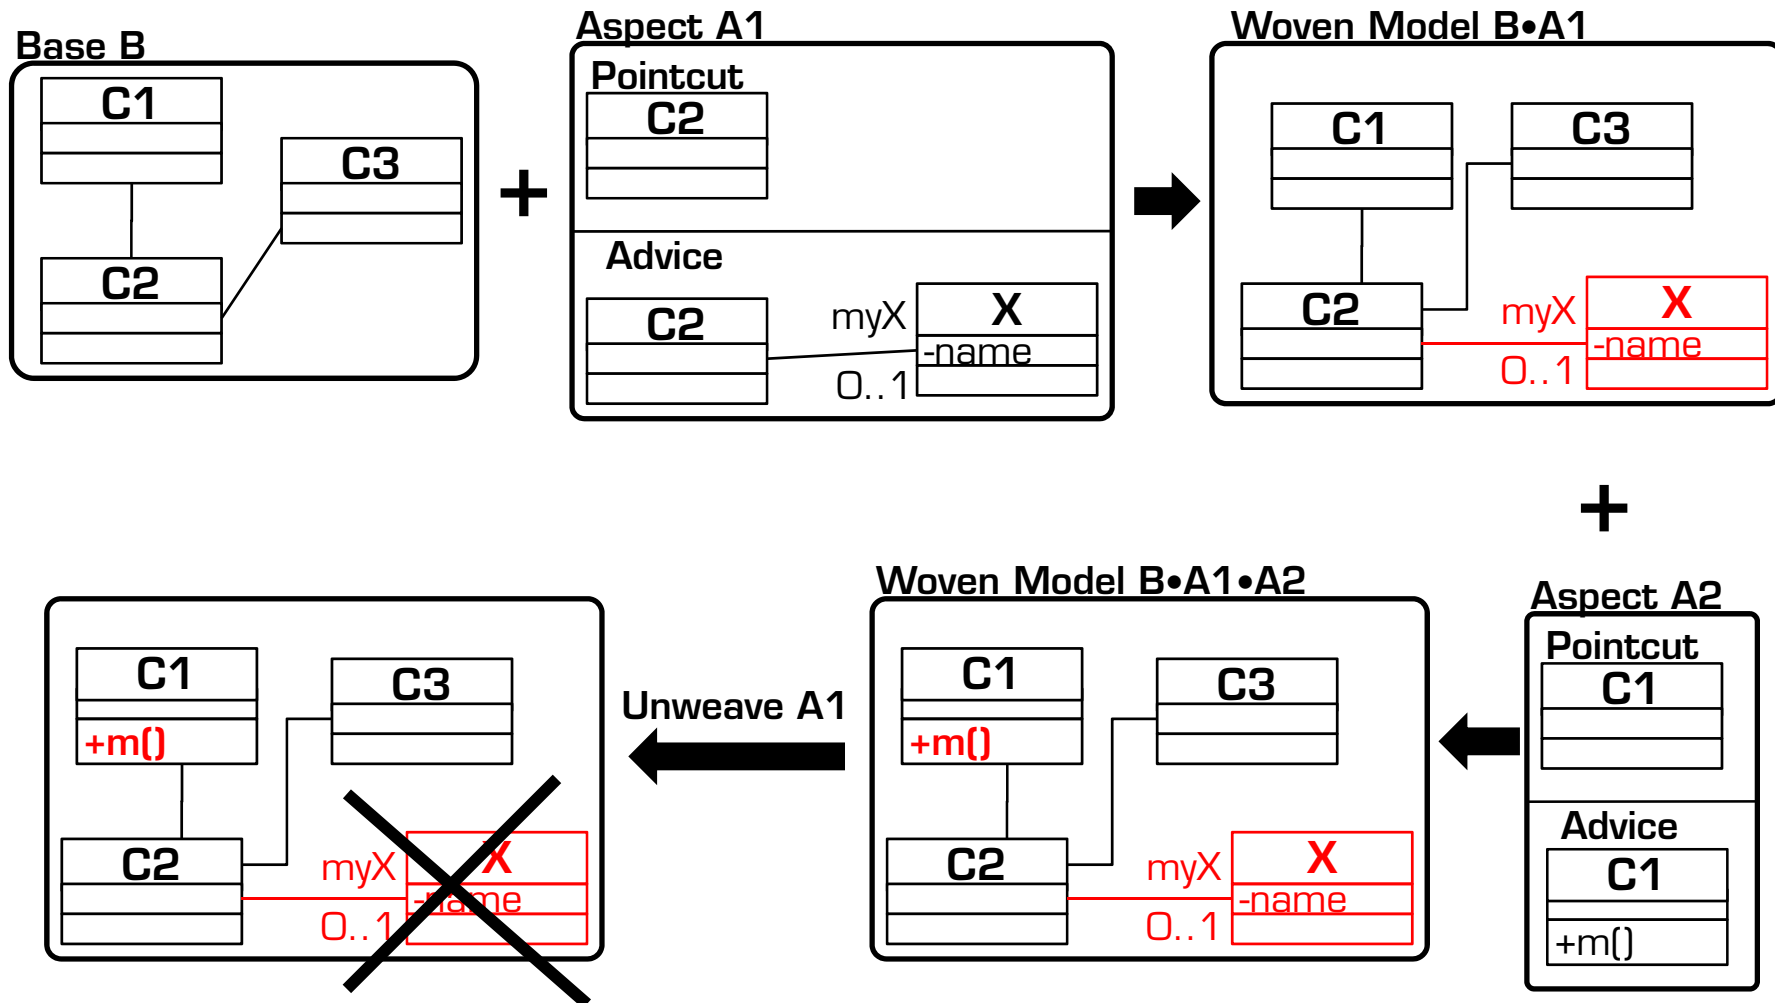 Base B
C1
C3
C2
+
Aspect A1
Pointcut
C2
Advice
C2
myX
X
-name
0..1
Woven Model B•A1
C1
C3
C2
myX
X
-name
0..1
+
Aspect A2
Pointcut
C1
Advice
C1
+m()
Woven Model B•A1•A2
C1
C3
+m()
C2
myX
X
-name
0..1
Unweave A1
C1
C3
+m()
C2
myX
X
-name
0..1